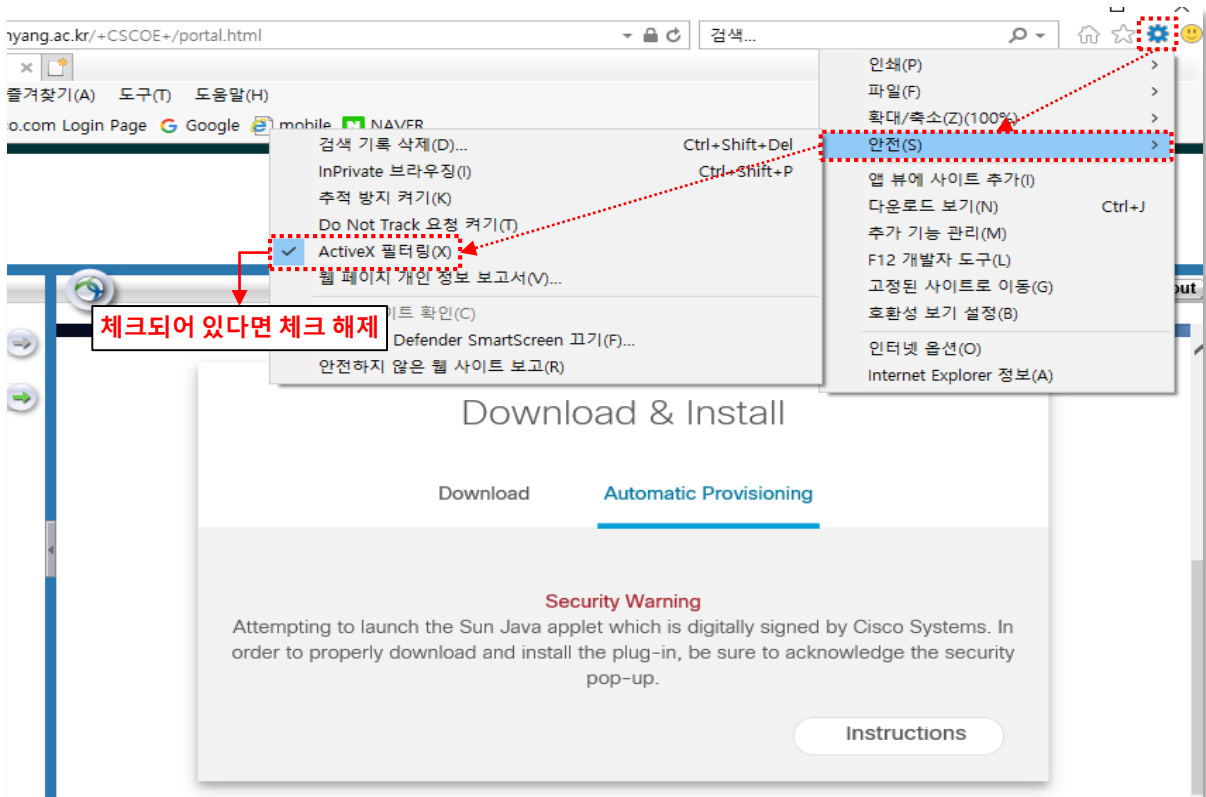 nyang.ac.kr/+CSCOE+/portal.html
검색...
즐겨찾기(A) 도구(T) 도움말(H)
co.com Login Page Google mobile NAVER
인쇄(P)
파일(F)
확대/축소(Z)(100%)
안전(S)
앱 뷰에 사이트 추가(I)
다운로드 보기(N) Ctrl+J
추가 기능 관리(M)
F12 개발자 도구(L)
고정된 사이트로 이동(G)
호환성 보기 설정(B)
인터넷 옵션(O)
Internet Explorer 정보(A)
검색 기록 삭제(D)... Ctrl+Shift+Del
InPrivate 브라우징(I) Ctrl+Shift+P
추적 방지 켜기(K)
Do Not Track 요청 켜기(T)
ActiveX 필터링(X)
웹 페이지 개인 정보 보고서(V)...
이트 확인(C)
Defender SmartScreen 끄기(F)...
안전하지 않은 웹 사이트 보고(R)
체크되어 있다면 체크 해제
out
Download & Install
Download Automatic Provisioning
Security Warning
Attempting to launch the Sun Java applet which is digitally signed by Cisco Systems. In
order to properly download and install the plug-in, be sure to acknowledge the security
pop-up.
Instructions